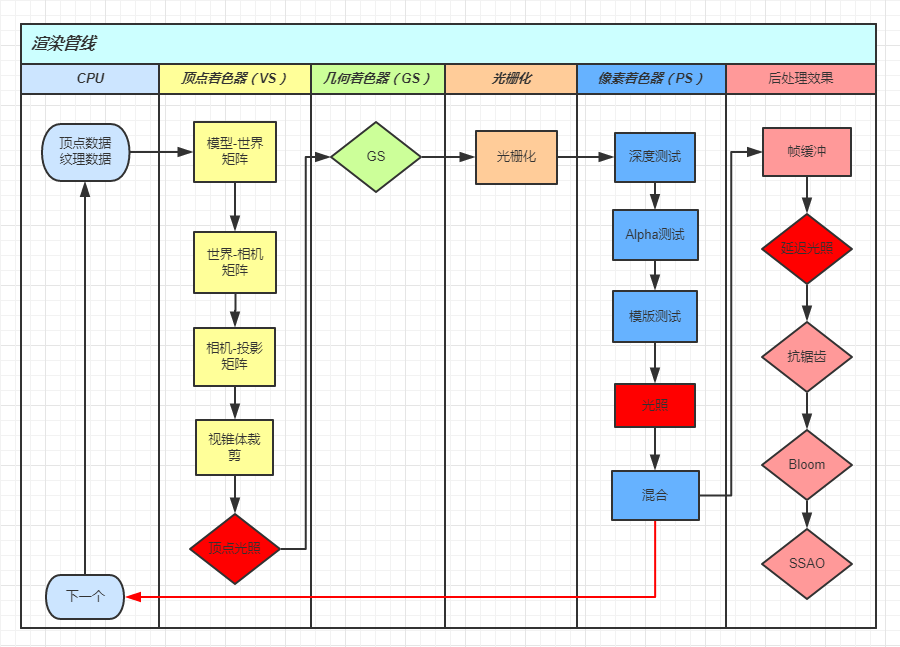 渲染管线
CPU
顶点着色器（VS）
几何着色器（GS）
光栅化
像素着色器（PS）
后处理效果
顶点数据
纹理数据
下一个
模型-世界
矩阵
世界-相机
矩阵
相机-投影
矩阵
视锥体裁
剪
顶点光照
GS
光栅化
深度测试
Alpha测试
模版测试
光照
混合
帧缓冲
延迟光照
抗锯齿
Bloom
SSAO